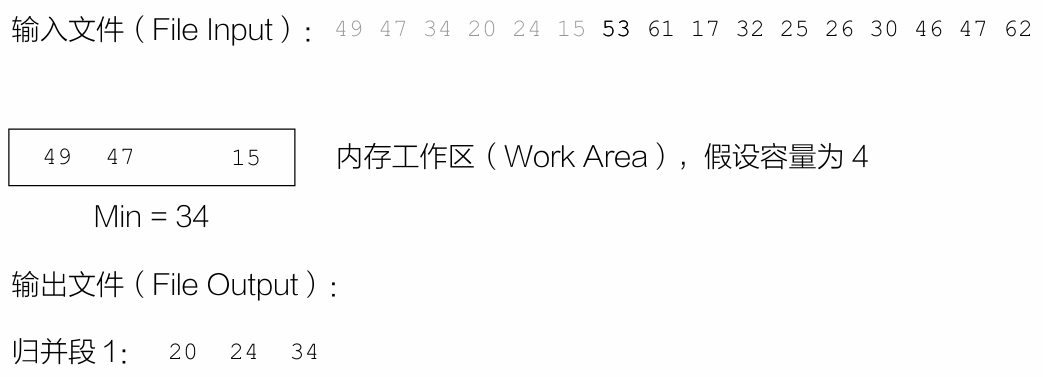 输入文件（File Input）： 49 47 34 20 24 15 53 61 17 32 25 26 30 46 47 62
49 47 15 内存工作区（Work Area），假设容量为 4
Min = 34
输出文件（File Output）：
归并段 1： 20 24 34